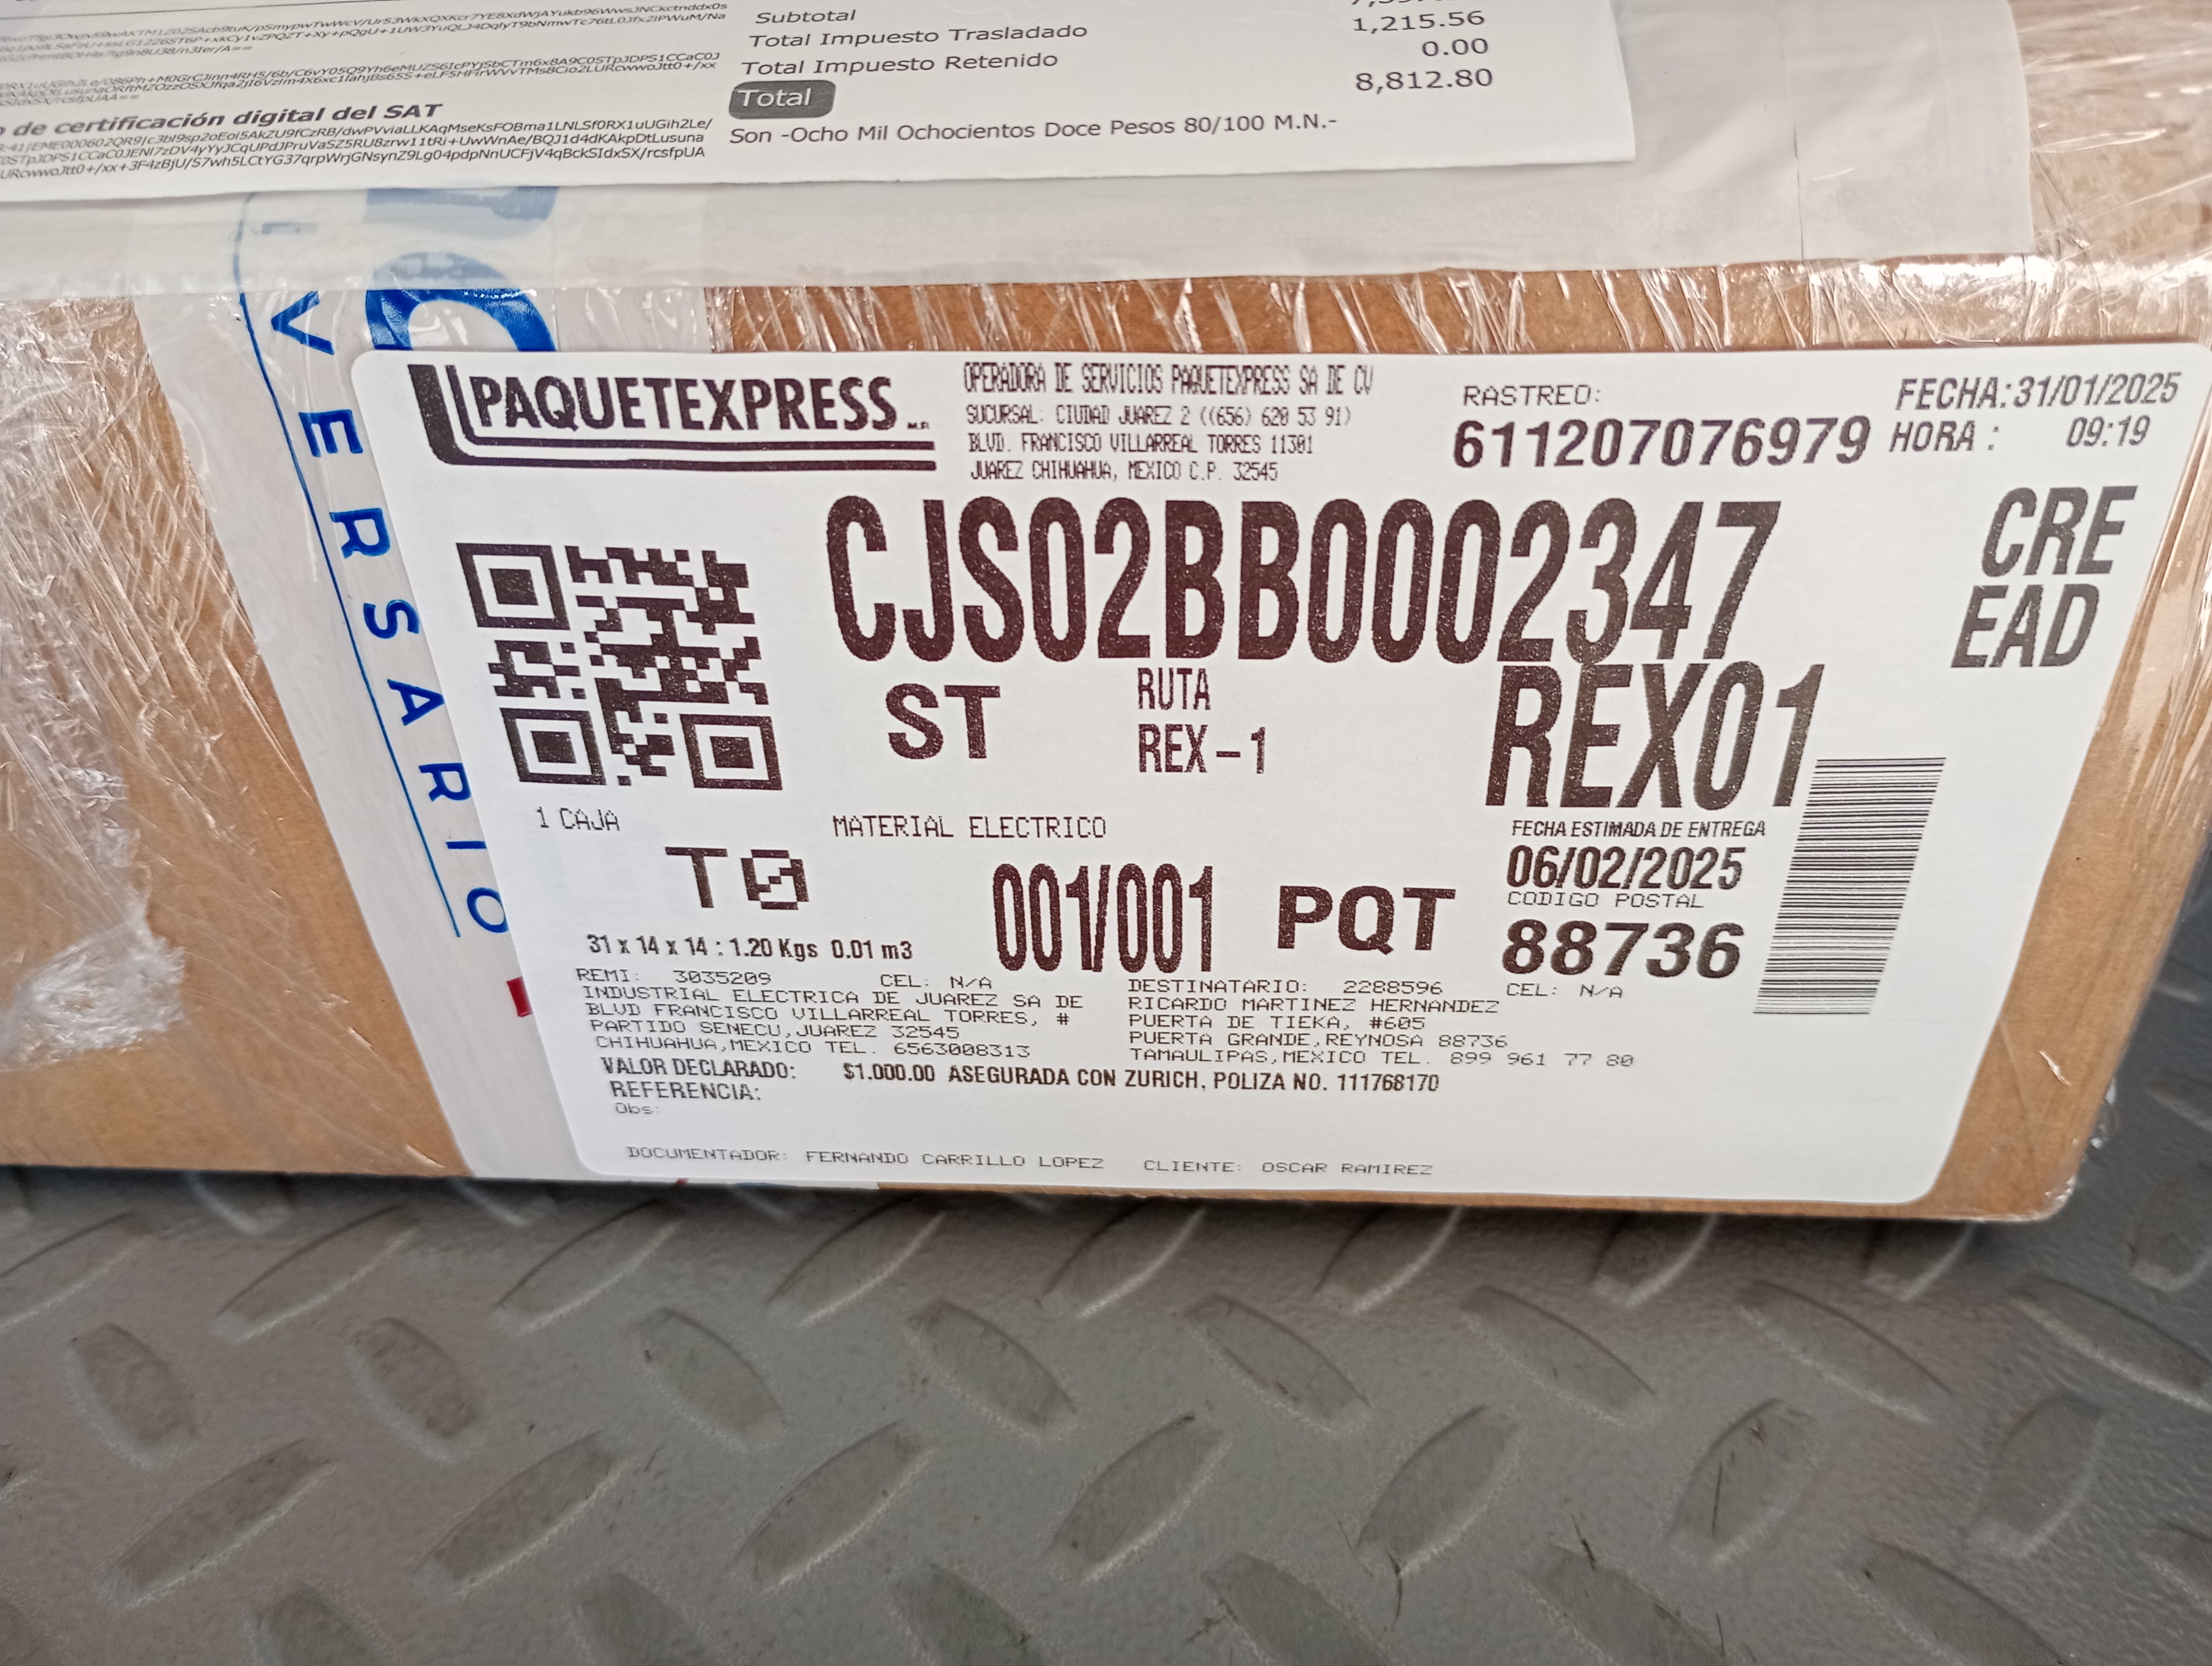 Subtotal
Total Impuesto Trasladado 1,215.56
Total Impuesto Retenido 0.00
Total 8,812.80
Son -Ocho Mil Ochocientos Doce Pesos 80/100 M.N.-
de certificación digital del SAT
VERSARIO
PAQUETEXPRESS M.R.
OPERADORA DE SERVICIOS PAQUETEXPRESS SA DE CV
SUCURSAL: CIUDAD JUAREZ 2 ((656) 620 53 91)
BLVD. FRANCISCO VILLARREAL TORRES 11301
JUAREZ CHIHUAHUA, MEXICO C.P. 32545
RASTREO:
611207076979
FECHA:31/01/2025
HORA : 09:19
CJS02BB0002347
CRE
EAD
ST
RUTA
REX-1
REX01
1 CAJA
MATERIAL ELECTRICO
T0
001/001
PQT
FECHA ESTIMADA DE ENTREGA
06/02/2025
CODIGO POSTAL
88736
31 x 14 x 14 : 1.20 Kgs 0.01 m3
REMI: 3035209 CEL: N/A
INDUSTRIAL ELECTRICA DE JUAREZ SA DE
BLVD FRANCISCO VILLARREAL TORRES, #
PARTIDO SENECU,JUAREZ 32545
CHIHUAHUA,MEXICO TEL. 6563008313
DESTINATARIO: 2288596 CEL: N/A
RICARDO MARTINEZ HERNANDEZ
PUERTA DE TIEKA, #605
PUERTA GRANDE,REYNOSA 88736
TAMAULIPAS,MEXICO TEL. 899 961 77 80
VALOR DECLARADO: $1,000.00 ASEGURADA CON ZURICH, POLIZA NO. 111768170
REFERENCIA:
Obs:
DOCUMENTADOR: FERNANDO CARRILLO LOPEZ CLIENTE: OSCAR RAMIREZ